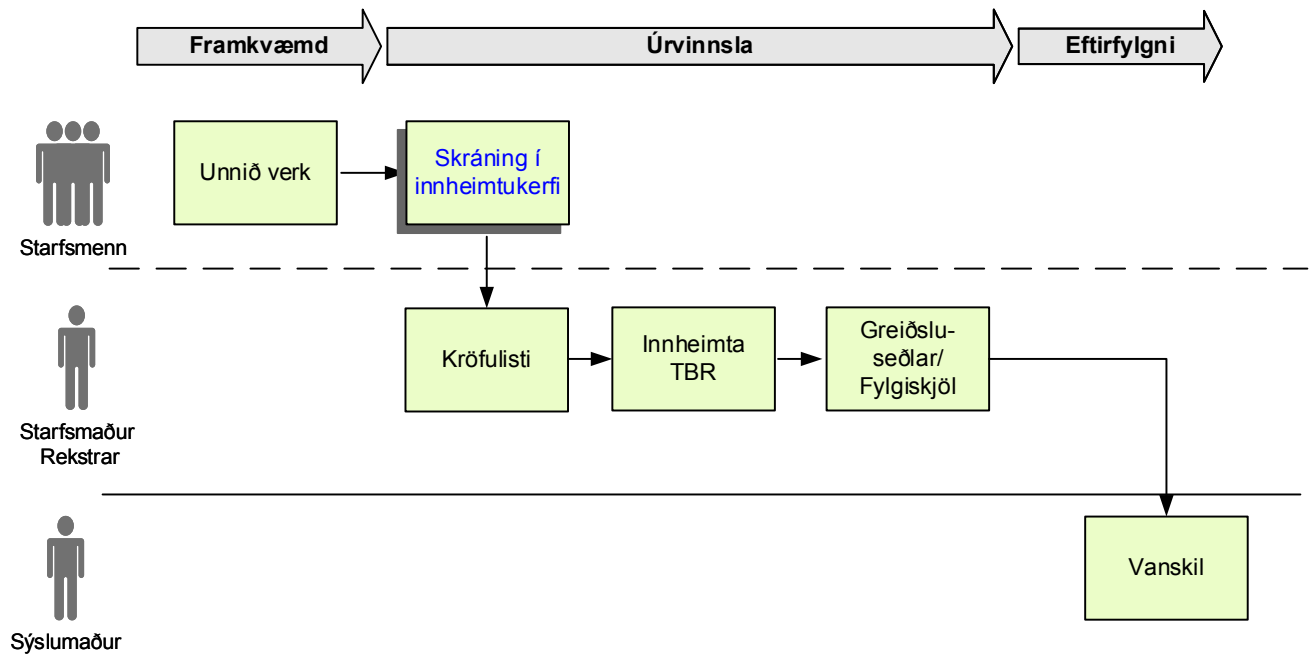 Framkvæmd
Úrvinnsla
Eftirfylgni
Unnið verk
Skráning í
innheimtukerfi
Starfsmenn
Kröfulisti
Innheimta
TBR
Greiðslu-
seðlar/
Fylgiskjöl
Starfsmaður
Rekstrar
Vanskil
Sýslumaður